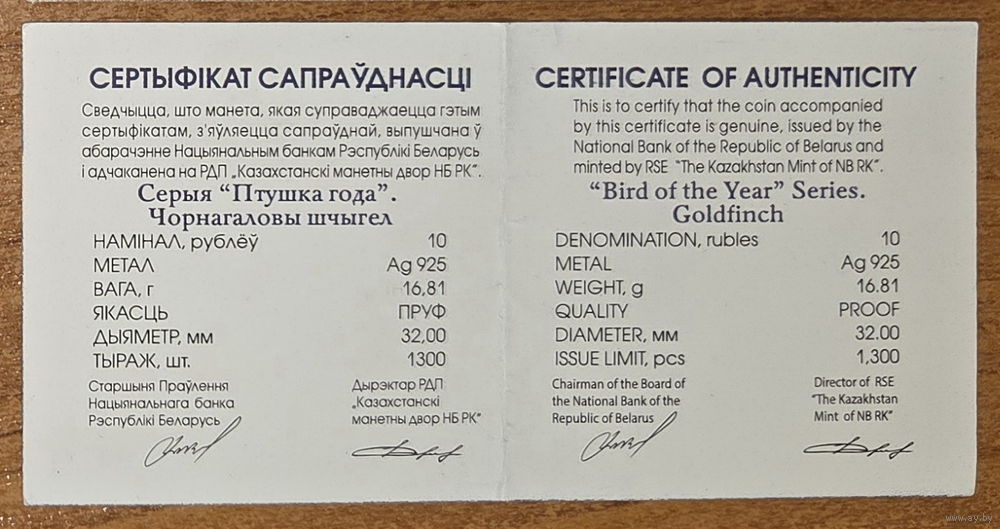 СЕРТЫФІКАТ САПРАЎДНАСЦІ
Сведчыцца, што манета, якая суправаджаецца гэтым
сертыфікатам, з'яўляецца сапраўднай, выпушчана ў
абарачэнне Нацыянальным банкам Рэспублікі Беларусь
і адчаканена на РДП „Казахстанскі манетны двор НБ РК".
Серыя “Птушка года”.
Чорнагаловы шчыгел
НАМІНАЛ, рублёў 10
МЕТАЛ Ag 925
ВАГА, г 16,81
ЯКАСЦЬ ПРУФ
ДЫЯМЕТР, мм 32,00
ТЫРАЖ, шт. 1300
Старшыня Праўлення
Нацыянальнага банка
Рэспублікі Беларусь
Дырэктар РДП
„Казахстанскі
манетны двор НБ РК"
CERTIFICATE OF AUTHENTICITY
This is to certify that the coin accompanied
by this certificate is genuine, issued by the
National Bank of the Republic of Belarus and
minted by RSE "The Kazakhstan Mint of NB RK".
“Bird of the Year” Series.
Goldfinch
DENOMINATION, rubles 10
METAL Ag 925
WEIGHT, g 16.81
QUALITY PROOF
DIAMETER, мм 32.00
ISSUE LIMIT, pcs 1,300
Chairman of the Board of
the National Bank of the
Republic of Belarus
Director of RSE
"The Kazakhstan
Mint of NB RK"
www.ay.by